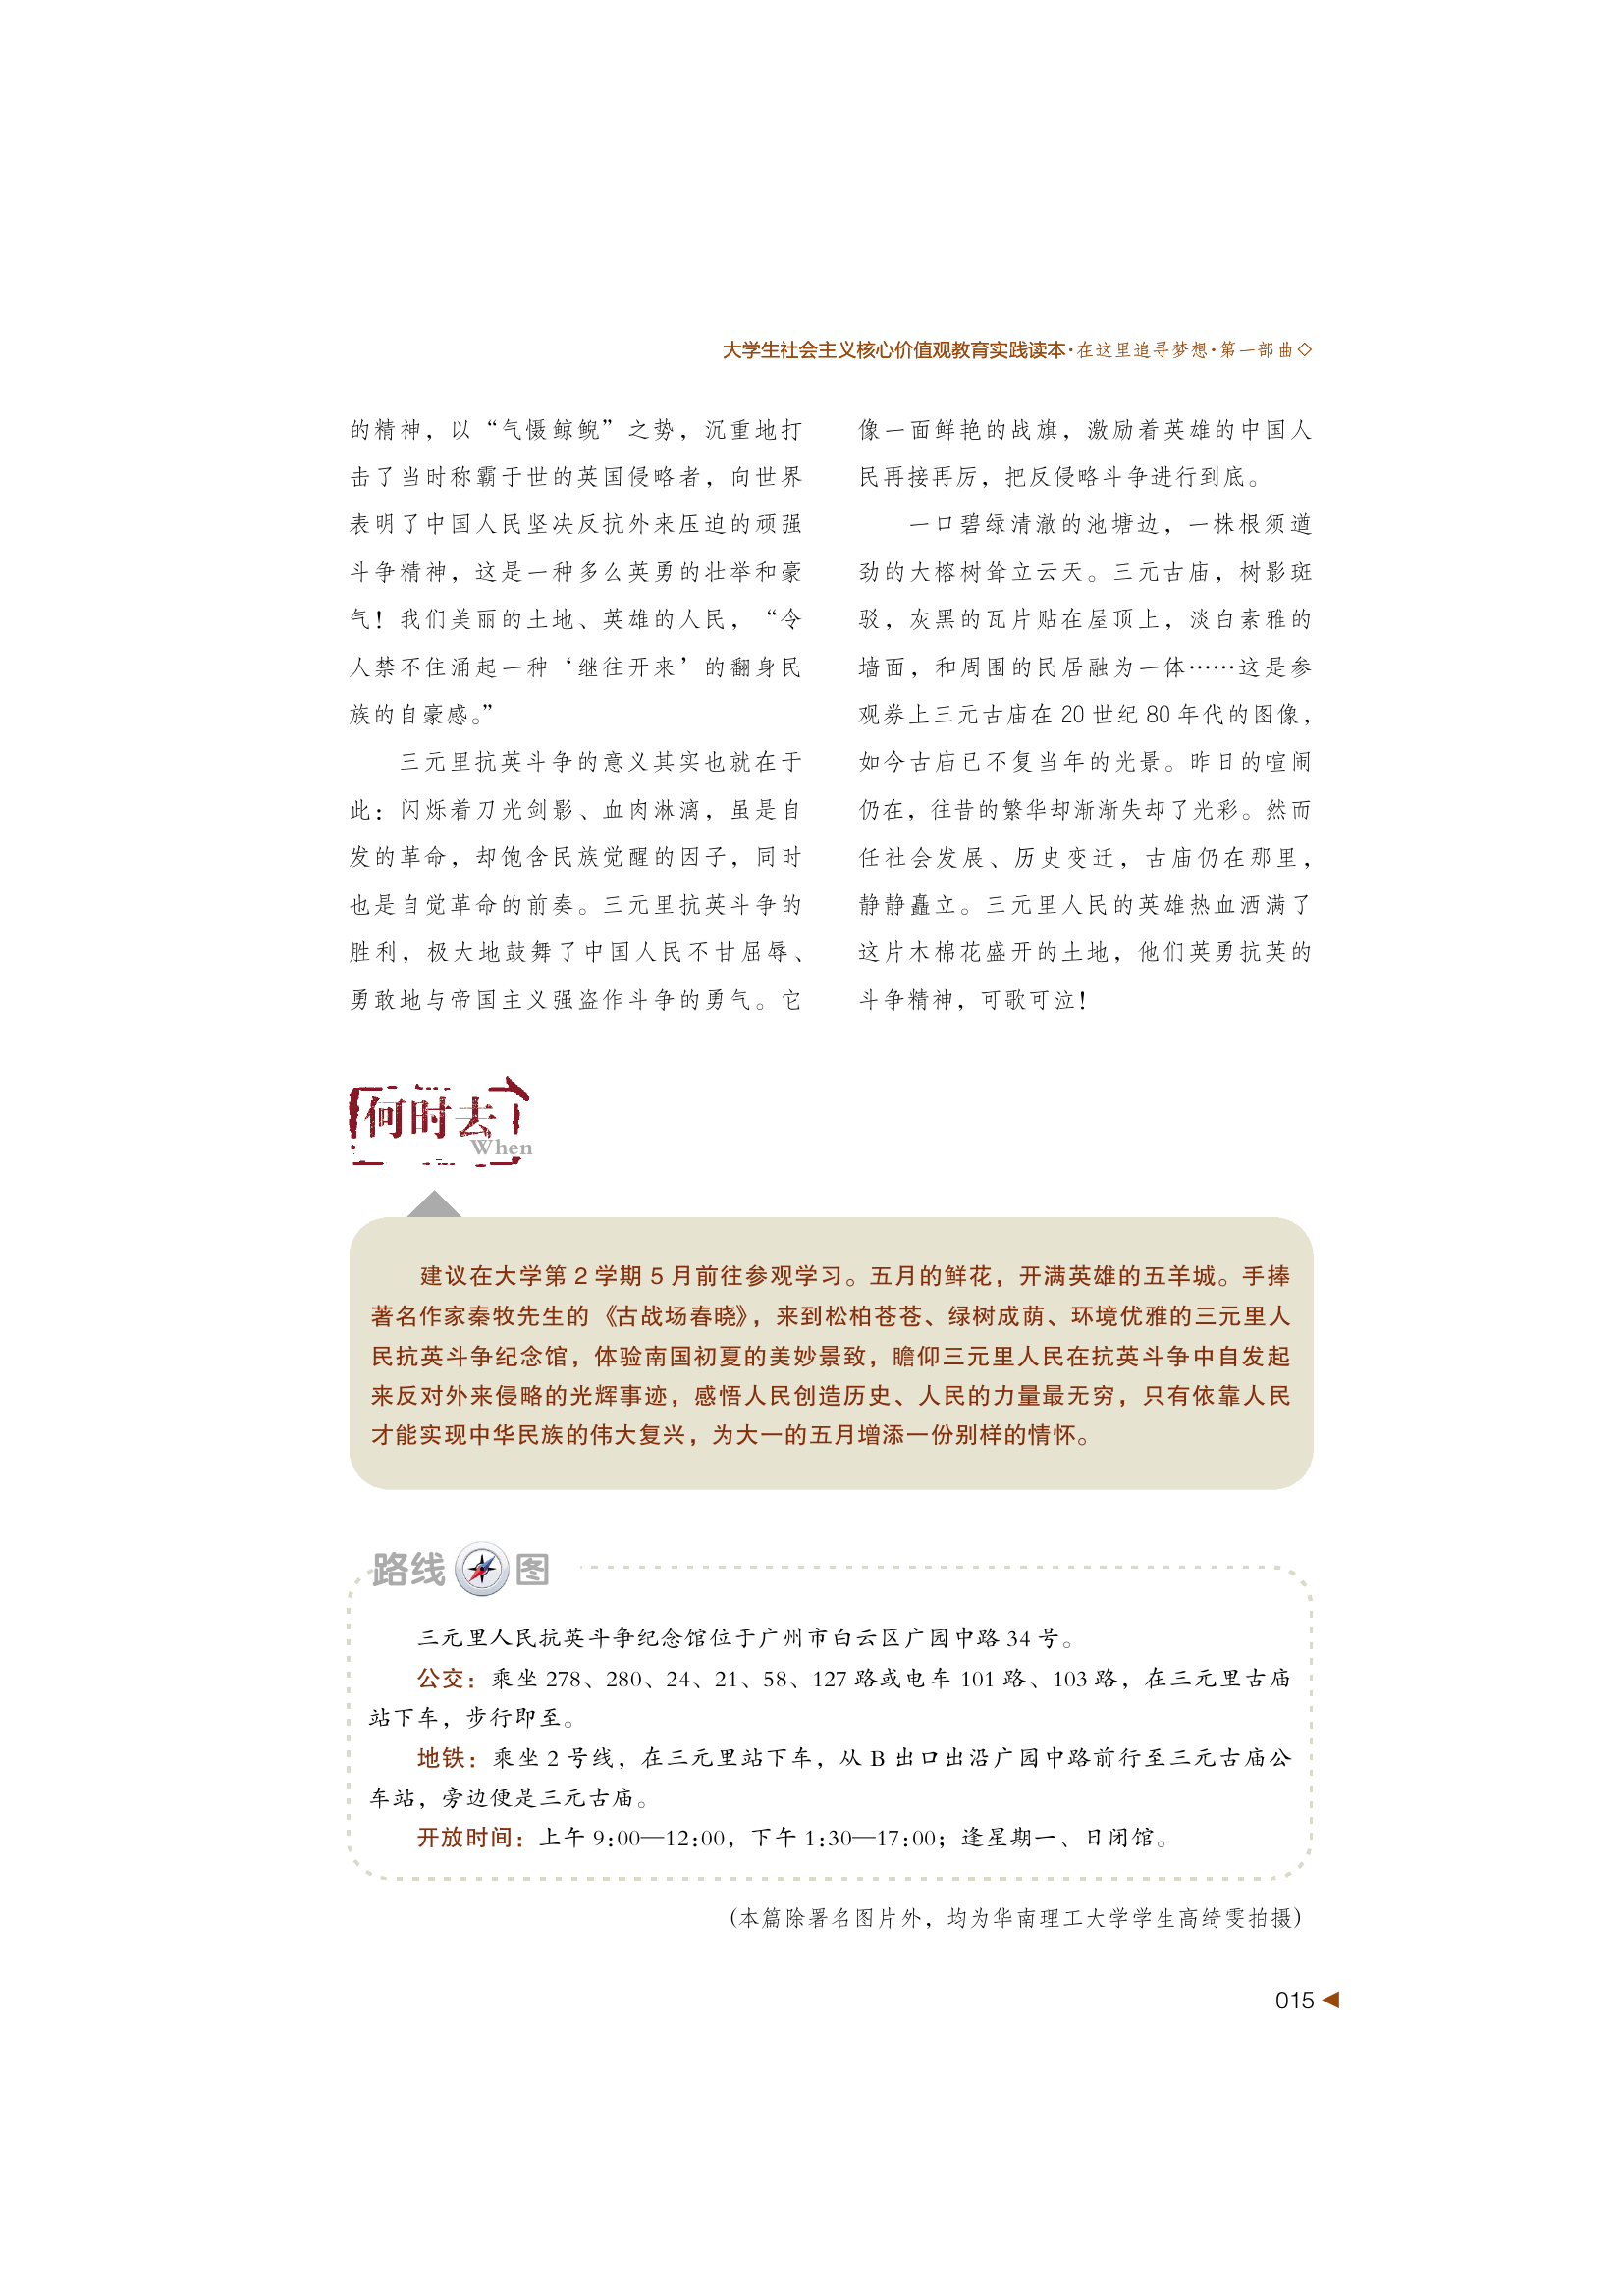 大学生社会主义核心价值观教育实践读本·在这里追寻梦想·第一部曲◇
的精神，以“气慑鲸鲵”之势，沉重地打
击了当时称霸于世的英国侵略者，向世界
表明了中国人民坚决反抗外来压迫的顽强
斗争精神，这是一种多么英勇的壮举和豪
气！我们美丽的土地、英雄的人民，“令
人禁不住涌起一种‘继往开来’的翻身民
族的自豪感。”
三元里抗英斗争的意义其实也就在于
此：闪烁着刀光剑影、血肉淋漓，虽是自
发的革命，却饱含民族觉醒的因子，同时
也是自觉革命的前奏。三元里抗英斗争的
胜利，极大地鼓舞了中国人民不甘屈辱、
勇敢地与帝国主义强盗作斗争的勇气。它
像一面鲜艳的战旗，激励着英雄的中国人
民再接再厉，把反侵略斗争进行到底。
一口碧绿清澈的池塘边，一株根须遒
劲的大榕树耸立云天。三元古庙，树影斑
驳，灰黑的瓦片贴在屋顶上，淡白素雅的
墙面，和周围的民居融为一体……这是参
观券上三元古庙在 20 世纪 80 年代的图像，
如今古庙已不复当年的光景。昨日的喧闹
仍在，往昔的繁华却渐渐失却了光彩。然而
任社会发展、历史变迁，古庙仍在那里，
静静矗立。三元里人民的英雄热血洒满了
这片木棉花盛开的土地，他们英勇抗英的
斗争精神，可歌可泣！
何时去
When
建议在大学第 2 学期 5 月前往参观学习。五月的鲜花，开满英雄的五羊城。手捧
著名作家秦牧先生的《古战场春晓》，来到松柏苍苍、绿树成荫、环境优雅的三元里人
民抗英斗争纪念馆，体验南国初夏的美妙景致，瞻仰三元里人民在抗英斗争中自发起
来反对外来侵略的光辉事迹，感悟人民创造历史、人民的力量最无穷，只有依靠人民
才能实现中华民族的伟大复兴，为大一的五月增添一份别样的情怀。
路线图
三元里人民抗英斗争纪念馆位于广州市白云区广园中路 34 号。
公交：乘坐 278、280、24、21、58、127 路或电车 101 路、103 路，在三元里古庙
站下车，步行即至。
地铁：乘坐 2 号线，在三元里站下车，从 B 出口出沿广园中路前行至三元古庙公
车站，旁边便是三元古庙。
开放时间：上午 9:00—12:00，下午 1:30—17:00；逢星期一、日闭馆。
(本篇除署名图片外，均为华南理工大学学生高绮雯拍摄)
015